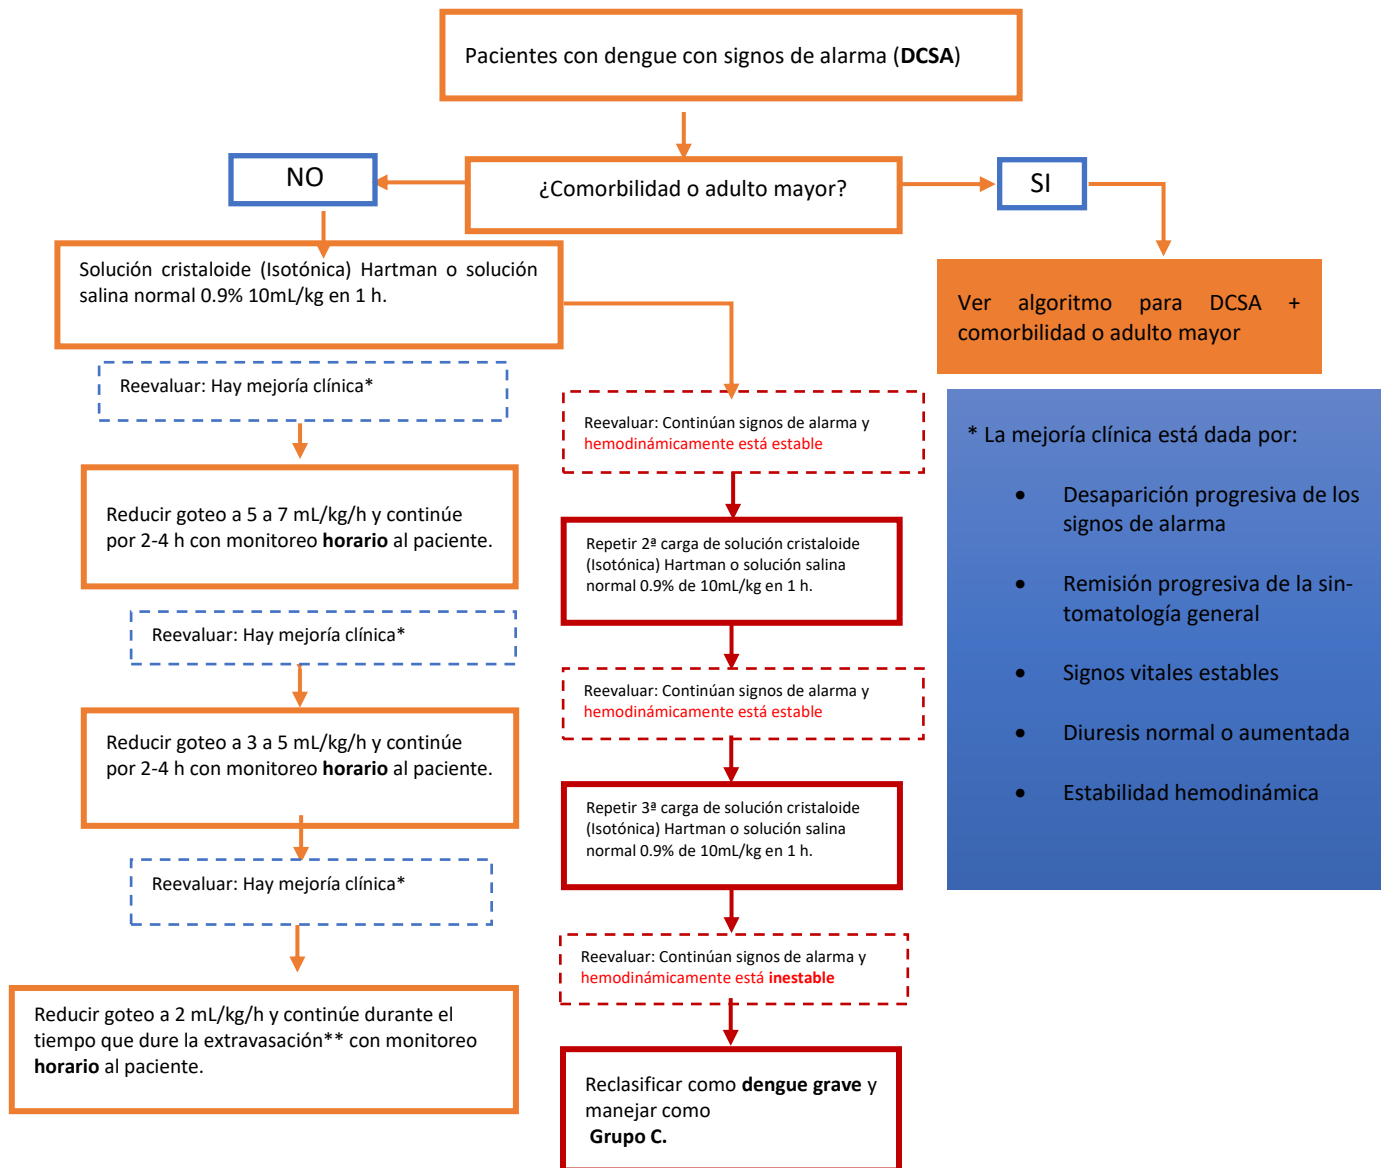 Pacientes con dengue con signos de alarma (DCSA)
NO
¿Comorbilidad o adulto mayor?
SI
Solución cristaloide (Isotónica) Hartman o solución
salina normal 0.9% 10mL/kg en 1 h.
Ver algoritmo para DCSA +
comorbilidad o adulto mayor
Reevaluar: Hay mejoría clínica*
Reducir goteo a 5 a 7 mL/kg/h y continúe
por 2-4 h con monitoreo horario al paciente.
Reevaluar: Hay mejoría clínica*
Reducir goteo a 3 a 5 mL/kg/h y continúe
por 2-4 h con monitoreo horario al paciente.
Reevaluar: Hay mejoría clínica*
Reducir goteo a 2 mL/kg/h y continúe durante el
tiempo que dure la extravasación** con monitoreo
horario al paciente.
Reevaluar: Continúan signos de alarma y
hemodinámicamente está estable
Repetir 2ª carga de solución cristaloide
(Isotónica) Hartman o solución salina
normal 0.9% de 10mL/kg en 1 h.
Reevaluar: Continúan signos de alarma y
hemodinámicamente está estable
Repetir 3ª carga de solución cristaloide
(Isotónica) Hartman o solución salina
normal 0.9% de 10mL/kg en 1 h.
Reevaluar: Continúan signos de alarma y
hemodinámicamente está inestable
Reclasificar como dengue grave y
manejar como
Grupo C.
* La mejoría clínica está dada por:
• Desaparición progresiva de los
signos de alarma
• Remisión progresiva de la sin-
tomatología general
• Signos vitales estables
• Diuresis normal o aumentada
• Estabilidad hemodinámica